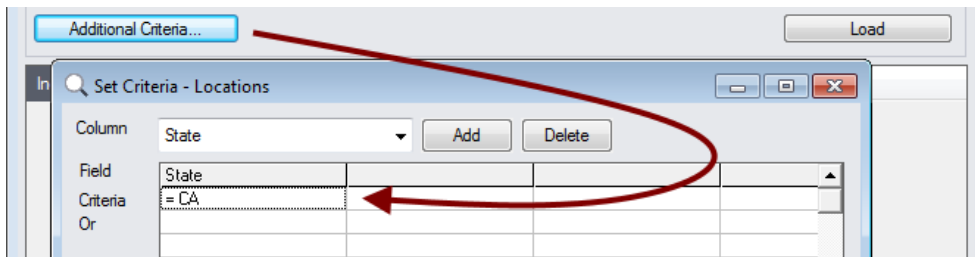 Additional Criteria...
Load
In
Set Criteria - Locations
Column
State
Add
Delete
Field
State
Criteria
= CA
Or